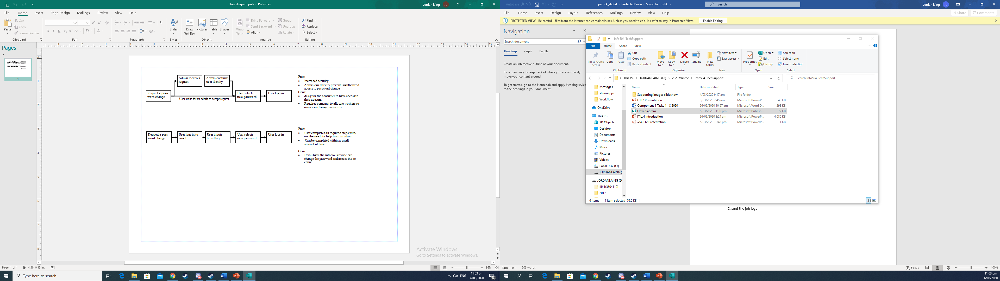 Flow diagram.pub - Publisher
Jordan laing
JL
?
File
Home
Insert
Page Design
Mailings
Review
View
Help
Paste
Cut
Copy
Format Painter
Clipboard
B I U x₂ x² Aa
AV
A
Font
Paragraph
Styles
Styles
Draw
Text Box
Pictures
Table
Shapes
Objects
Wrap
Text
Bring Forward
Send Backward
Align
Group
Ungroup
Rotate
Arrange
Find
Replace
Select
Editing
Pages
1
Request a pass-
word change
Admin receives
request
Admin confirms
user identity
User waits for an admin to accept request
User selects
new password
User logs in
Pros:
• Increased security
• Admin can directly prevent unauthorized
access to password change
Cons:
• delay for the consumer to have access to
their account
• Requires company to allocate workers so
users can change passwords
Request a pass-
word change
User logs in to
email
User inputs
timed key
User selects
new password
User logs in
Pros:
• User completes all required steps with-
out the need for help from an admin
• Can be completed within a small
amount of time
Cons:
• If you have the info you anyone can
change the password and access the ac-
count
Activate Windows
Go to Settings to activate Windows.
Page: 1 of 1
4.38, 0.13 in.
96%
Type here to search
ENG
11:03 pm
6/03/2020
13
AutoSave Off
patrick_slided - Protected View - Saved to this PC
Search
Jordan laing
JL
File
Home
Insert
Design
Layout
References
Mailings
Review
View
Help
Share
Comments
PROTECTED VIEW Be careful—files from the Internet can contain viruses. Unless you need to edit, it's safer to stay in Protected View.
Enable Editing
Navigation
Search document
Headings
Pages
Results
Create an interactive outline of your document.
It's a great way to keep track of where you are or quickly
move your content around.
To get started, go to the Home tab and apply Heading styles
to the headings in your document.
Info504-TechSupport
File
Home
Share
View
Pin to Quick
access
Copy
Paste
Cut
Copy path
Paste shortcut
Clipboard
Move
to
Copy
to
Delete
Rename
Organize
New
folder
New item
Easy access
New
Properties
Open
Edit
History
Open
Select all
Select none
Invert selection
Select
This PC > JORDANLAING (D:) > 2020 Wintec > Info504-TechSupport
Search Info504-TechSupport
Messages
steamapps
Workflow
OneDrive
This PC
3D Objects
Desktop
Documents
Downloads
Music
Pictures
Videos
Local Disk (C:)
JORDANLAING (
JORDANLAING (D
!!!#1(3604110)
2017
Name Date modified Type Size
Supporting images slideshow 4/03/2020 9:17 am File folder
C1T2 Presentation 6/03/2020 7:45 am Microsoft PowerP... 40 KB
Component 1 Tasks 1 - 3 2020 26/02/2020 10:57 am Microsoft Word D... 293 KB
Flow diagram 5/03/2020 11:10 pm Microsoft Publish... 77 KB
ITILv4 Introduction 26/02/2020 8:24 am Microsoft PowerP... 4,086 KB
~$C1T2 Presentation 6/03/2020 10:48 pm Microsoft PowerP... 1 KB
6 items 1 item selected 76.5 KB
C. sent the job logs
Page 1 of 1
205 words
Focus
100%
11:03 pm
6/03/2020